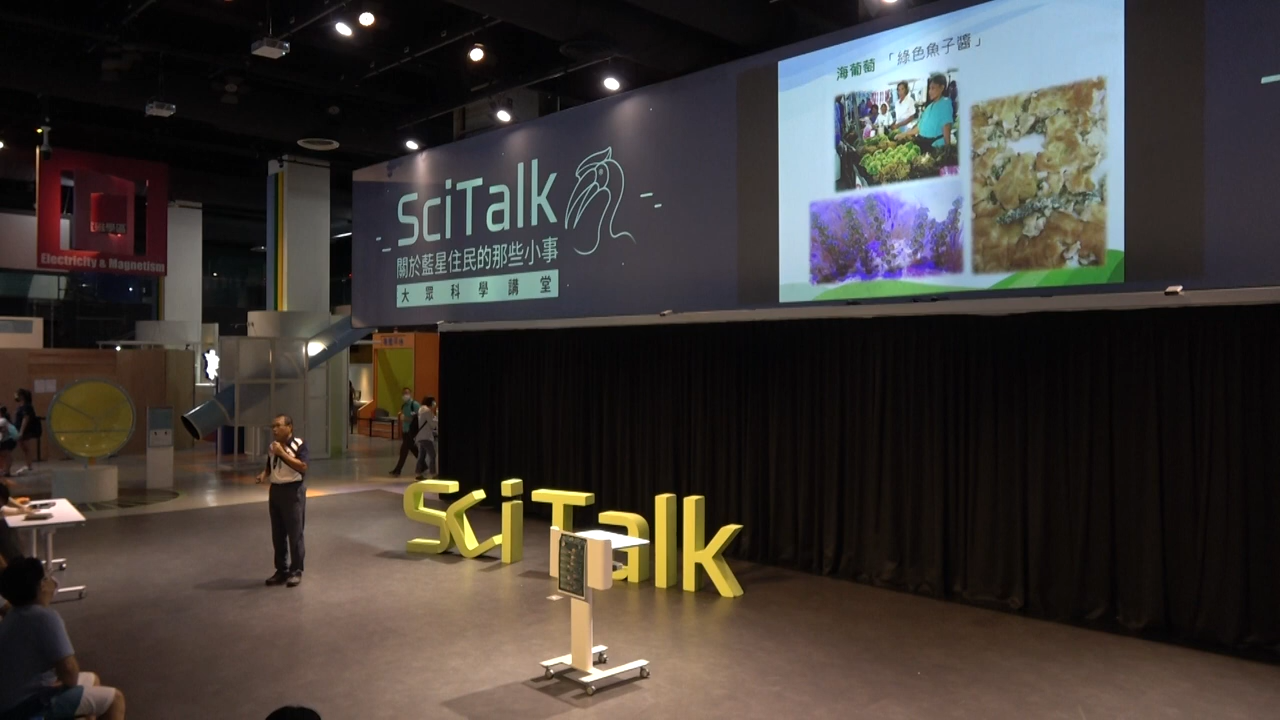 海葡萄 「綠色魚子醬」
SciTalk
關於藍星住民的那些小事
大眾科學講堂
Electricity & Magnetism
SciTalk